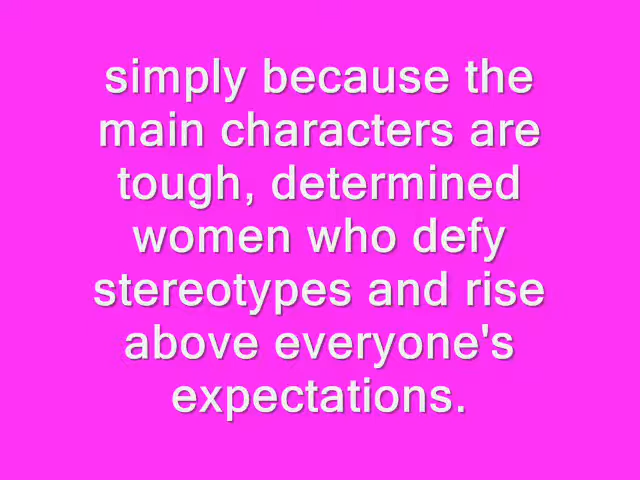 simply because the
main characters are
tough, determined
women who defy
stereotypes and rise
above everyone's
expectations.